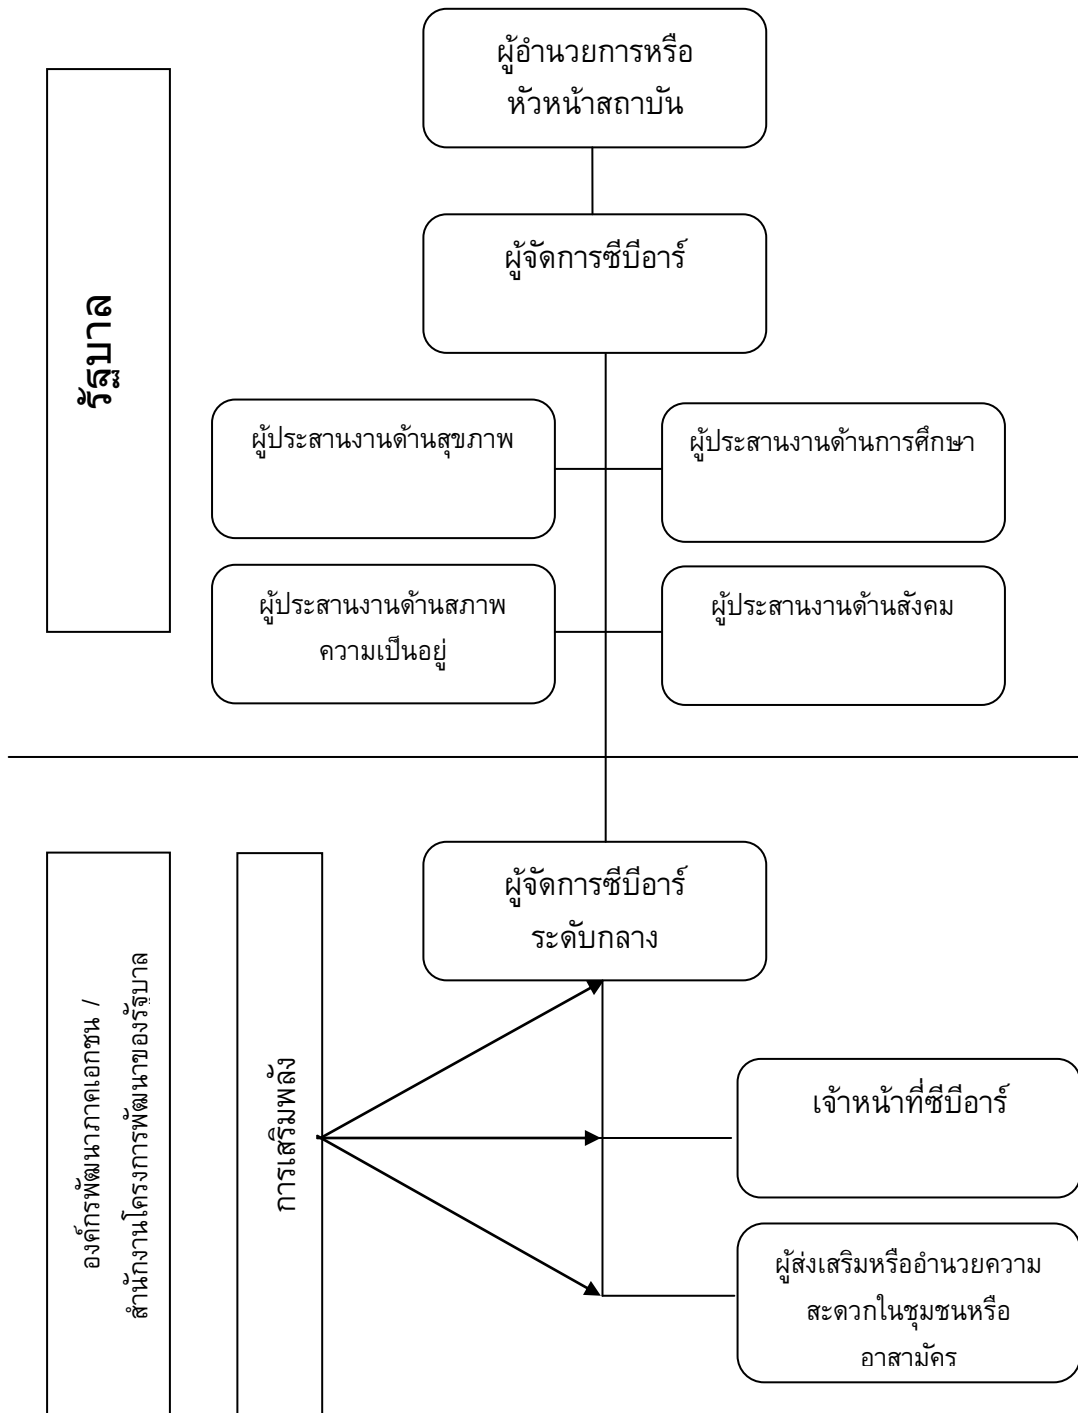 ผู้อำนวยการหรือ
หัวหน้าสถาบัน
รัฐบาล
ผู้จัดการซีบีอาร์
ผู้ประสานงานด้านสุขภาพ
ผู้ประสานงานด้านการศึกษา
ผู้ประสานงานด้านสภาพ
ความเป็นอยู่
ผู้ประสานงานด้านสังคม
องค์กรพัฒนาภาคเอกชน /
สำนักงานโครงการพัฒนาของรัฐบาล
การเสริมพลัง
ผู้จัดการซีบีอาร์
ระดับกลาง
เจ้าหน้าที่ซีบีอาร์
ผู้ส่งเสริมหรืออำนวยความ
สะดวกในชุมชนหรือ
อาสามัคร